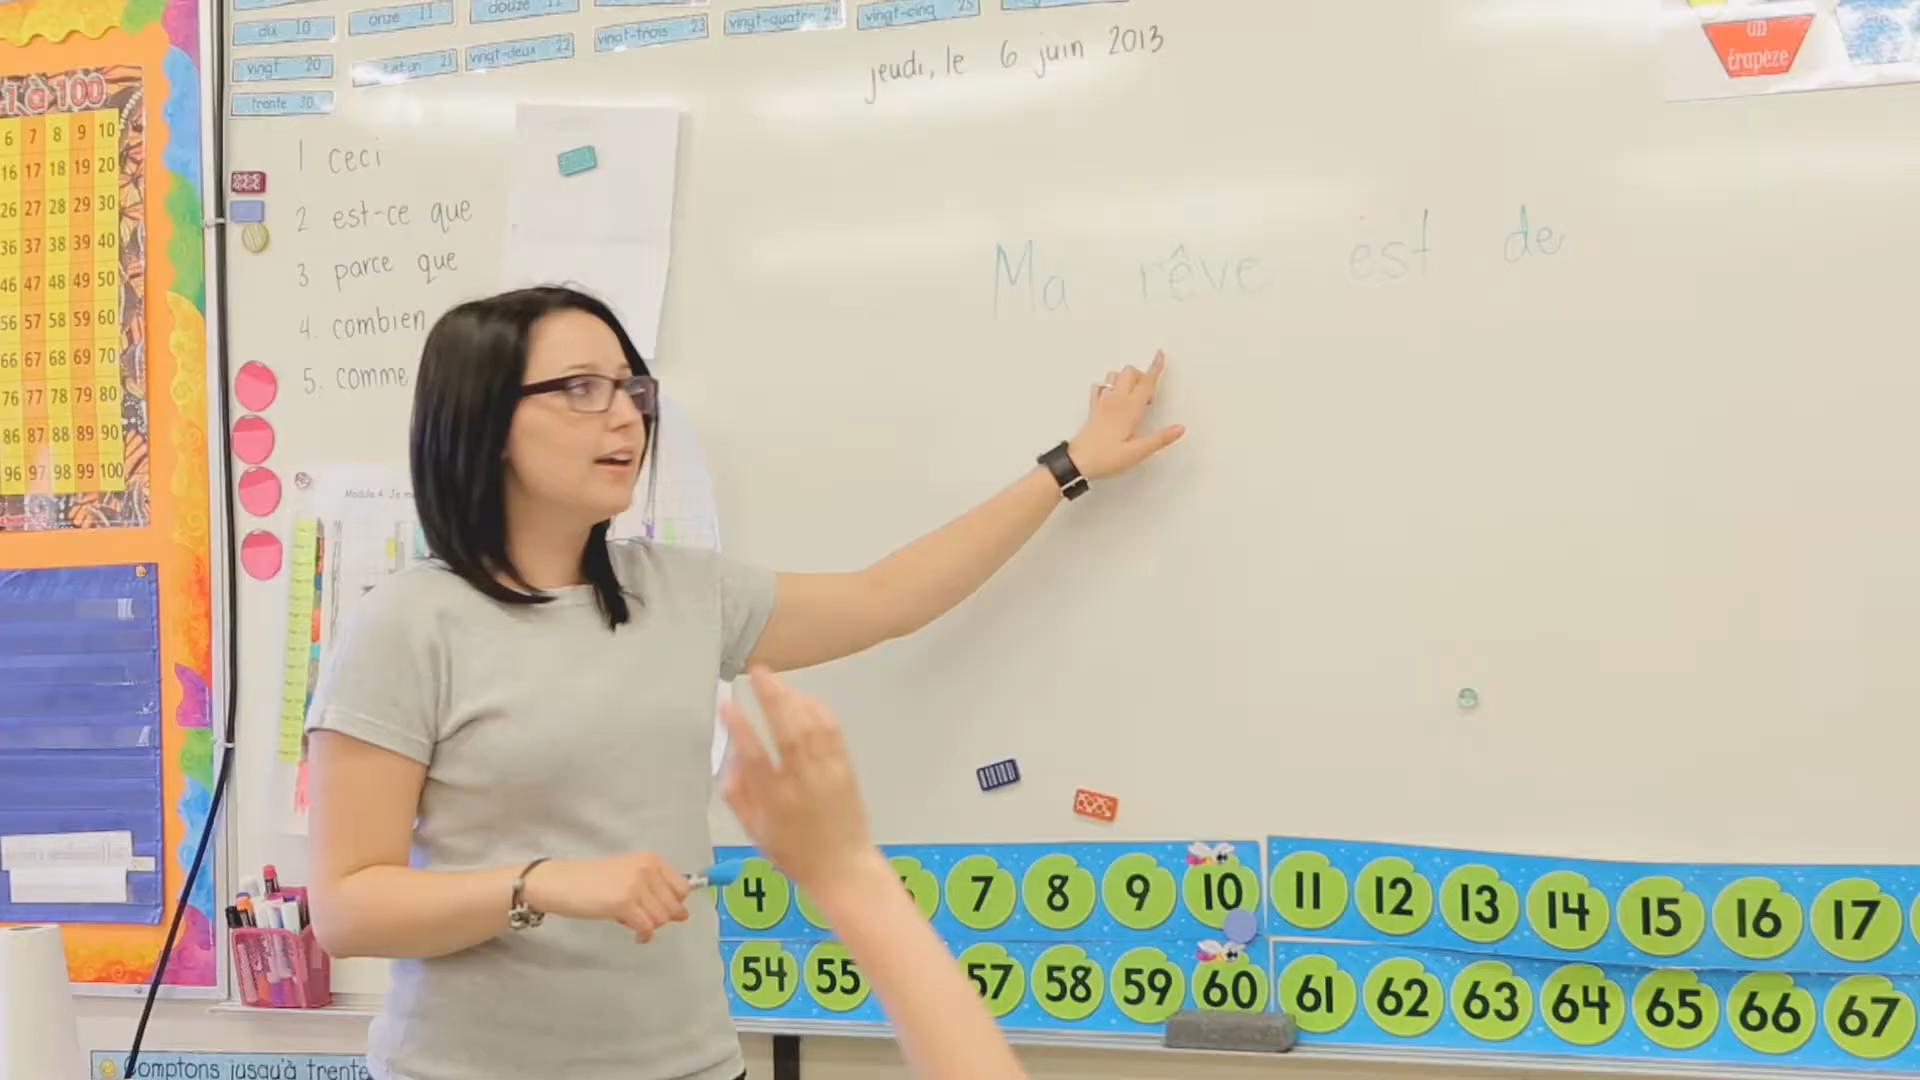 dix 10
onze 11
douze 12
vingt-trois 23
vingt-quatre 24
vingt-cinq 25
vingt 20
21
vingt-deux 22
trente 30
jeudi, le 6 juin 2013
un
trapèze
1 à 100
6 7 8 9 10
16 17 18 19 20
26 27 28 29 30
36 37 38 39 40
46 47 48 49 50
56 57 58 59 60
66 67 68 69 70
76 77 78 79 80
86 87 88 89 90
96 97 98 99 100
1 ceci
2 est-ce que
3 parce que
4. combien
5. comme
Ma rêve est de
Module 4 Je
4 6 7 8 9 10 11 12 13 14 15 16 17
54 55 57 58 59 60 61 62 63 64 65 66 67
Comptons jusqu'à trente